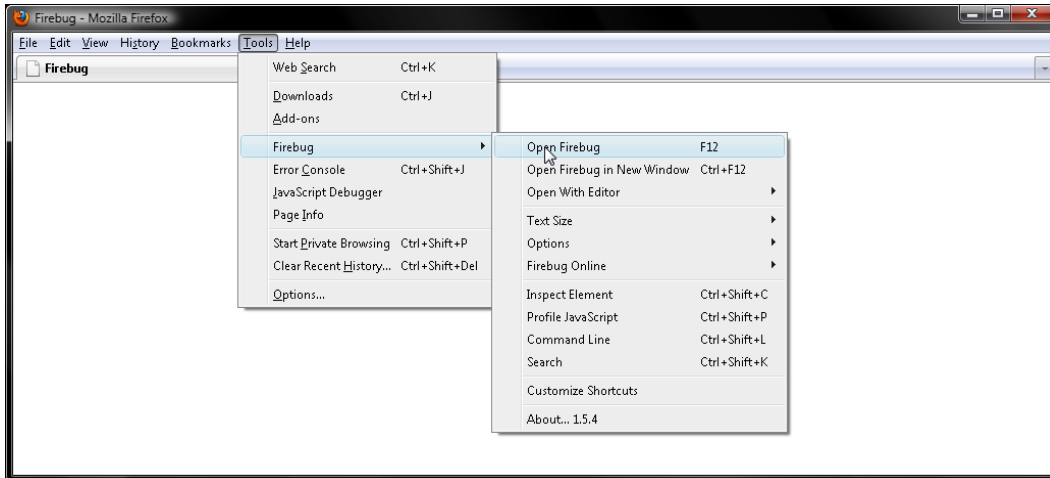 Firebug - Mozilla Firefox
File Edit View History Bookmarks Tools Help
Firebug
Web Search Ctrl+K
Downloads Ctrl+J
Add-ons
Firebug
Error Console Ctrl+Shift+J
JavaScript Debugger
Page Info
Start Private Browsing Ctrl+Shift+P
Clear Recent History... Ctrl+Shift+Del
Options...
Open Firebug F12
Open Firebug in New Window Ctrl+F12
Open With Editor
Text Size
Options
Firebug Online
Inspect Element Ctrl+Shift+C
Profile JavaScript Ctrl+Shift+P
Command Line Ctrl+Shift+L
Search Ctrl+Shift+K
Customize Shortcuts
About... 1.5.4